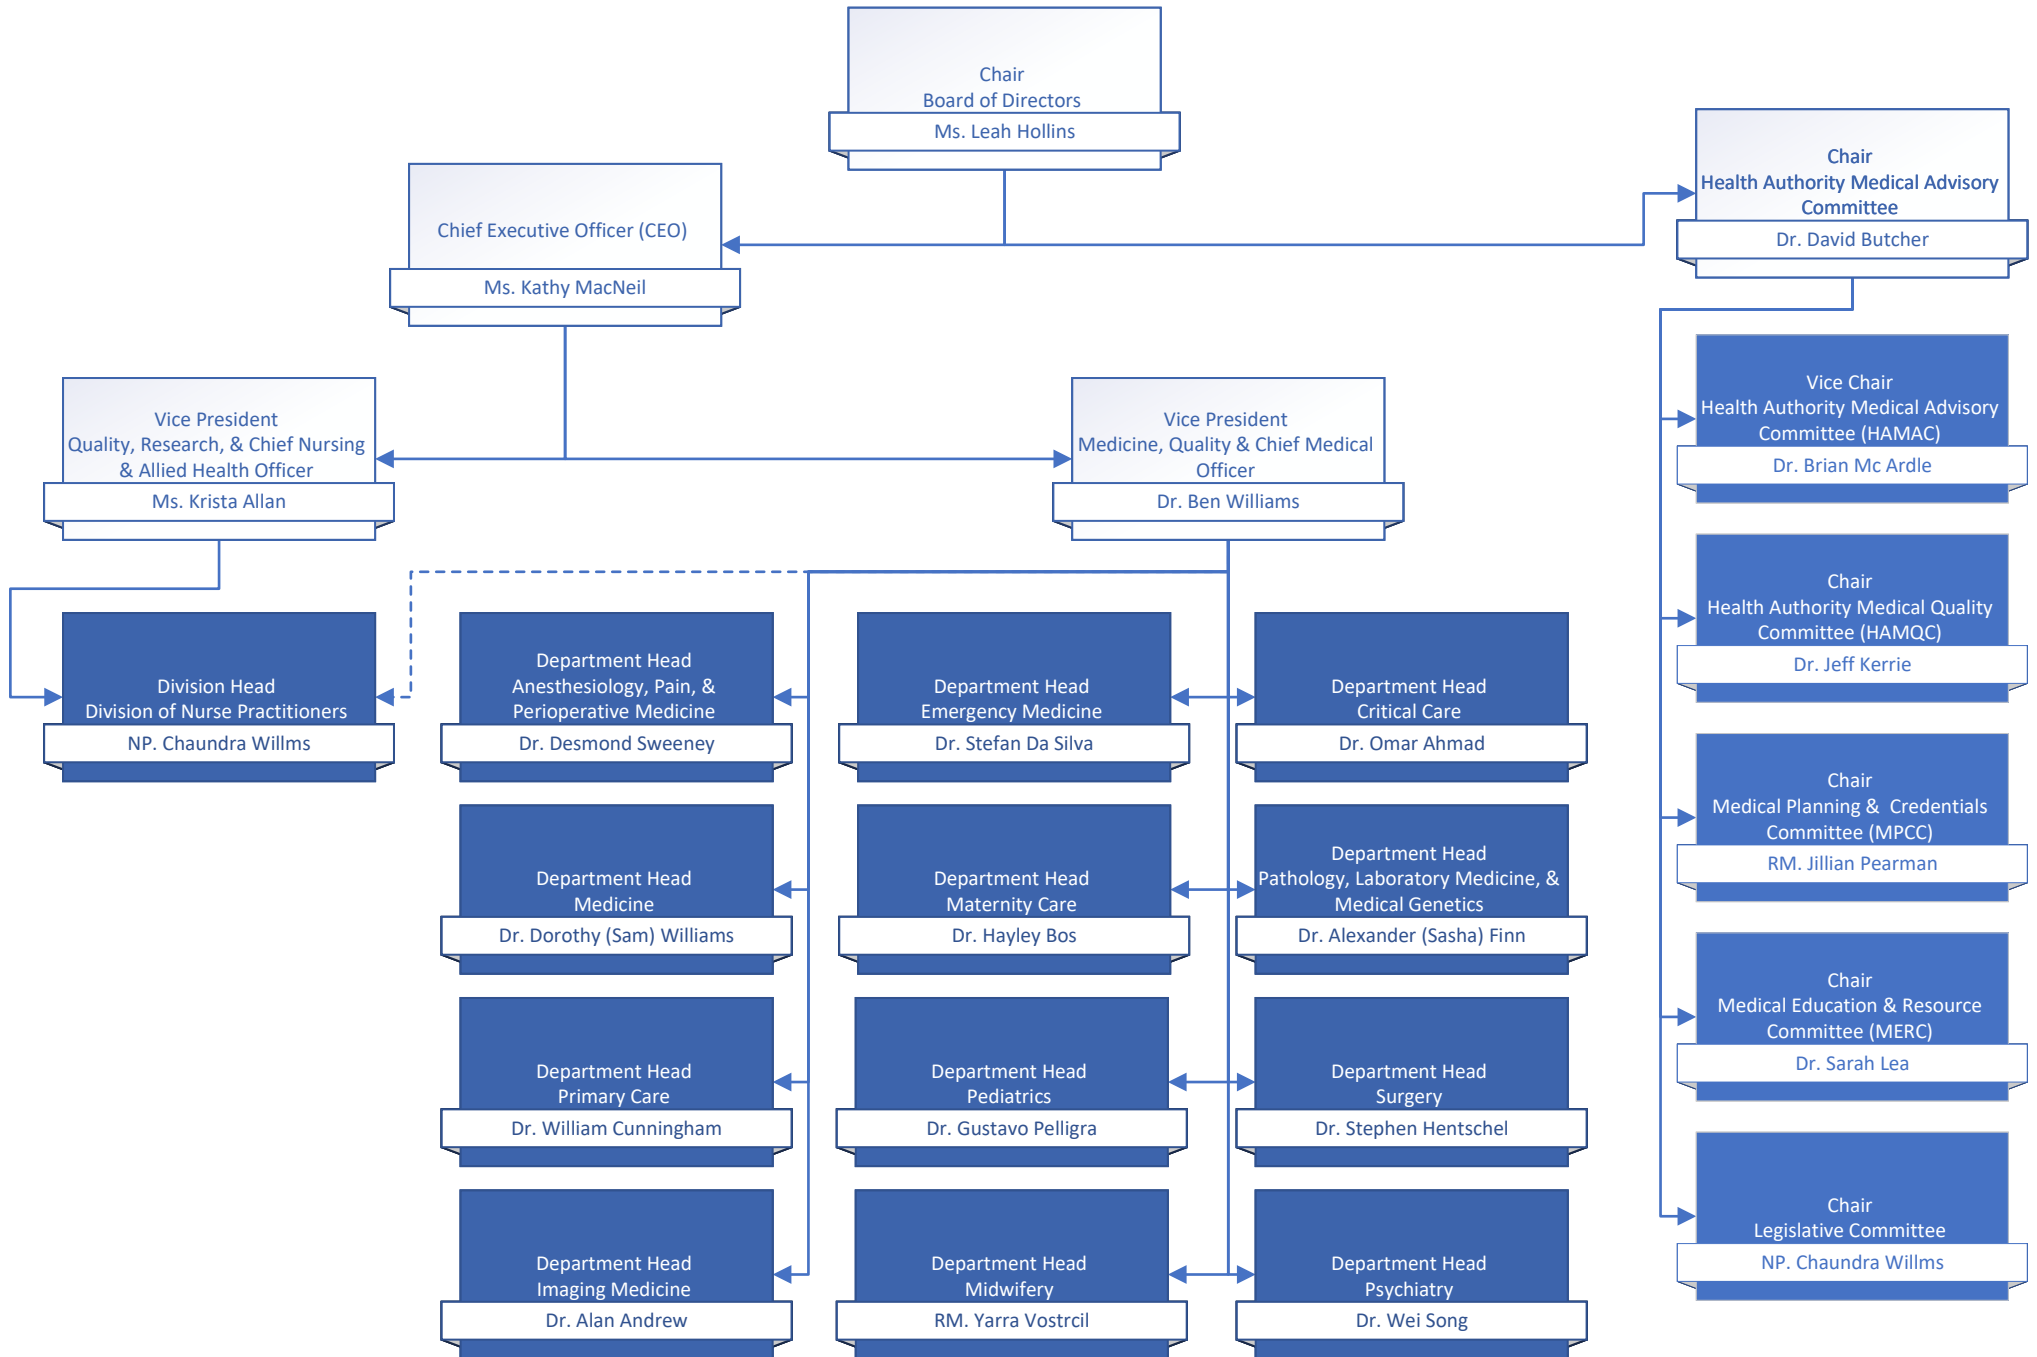 Chair
Board of Directors
Ms. Leah Hollins
Chair
Health Authority Medical Advisory
Committee
Dr. David Butcher
Chief Executive Officer (CEO)
Ms. Kathy MacNeil
Vice President
Quality, Research, & Chief Nursing
& Allied Health Officer
Ms. Krista Allan
Vice President
Medicine, Quality & Chief Medical
Officer
Dr. Ben Williams
Vice Chair
Health Authority Medical Advisory
Committee (HAMAC)
Dr. Brian Mc Ardle
Chair
Health Authority Medical Quality
Committee (HAMQC)
Dr. Jeff Kerrie
Chair
Medical Planning &  Credentials
Committee (MPCC)
RM. Jillian Pearman
Chair
Medical Education & Resource
Committee (MERC)
Dr. Sarah Lea
Chair
Legislative Committee
NP. Chaundra Willms
Division Head
Division of Nurse Practitioners
NP. Chaundra Willms
Department Head
Anesthesiology, Pain, &
Perioperative Medicine
Dr. Desmond Sweeney
Department Head
Emergency Medicine
Dr. Stefan Da Silva
Department Head
Critical Care
Dr. Omar Ahmad
Department Head
Medicine
Dr. Dorothy (Sam) Williams
Department Head
Maternity Care
Dr. Hayley Bos
Department Head
Pathology, Laboratory Medicine, &
Medical Genetics
Dr. Alexander (Sasha) Finn
Department Head
Primary Care
Dr. William Cunningham
Department Head
Pediatrics
Dr. Gustavo Pelligra
Department Head
Surgery
Dr. Stephen Hentschel
Department Head
Imaging Medicine
Dr. Alan Andrew
Department Head
Midwifery
RM. Yarra Vostrcil
Department Head
Psychiatry
Dr. Wei Song